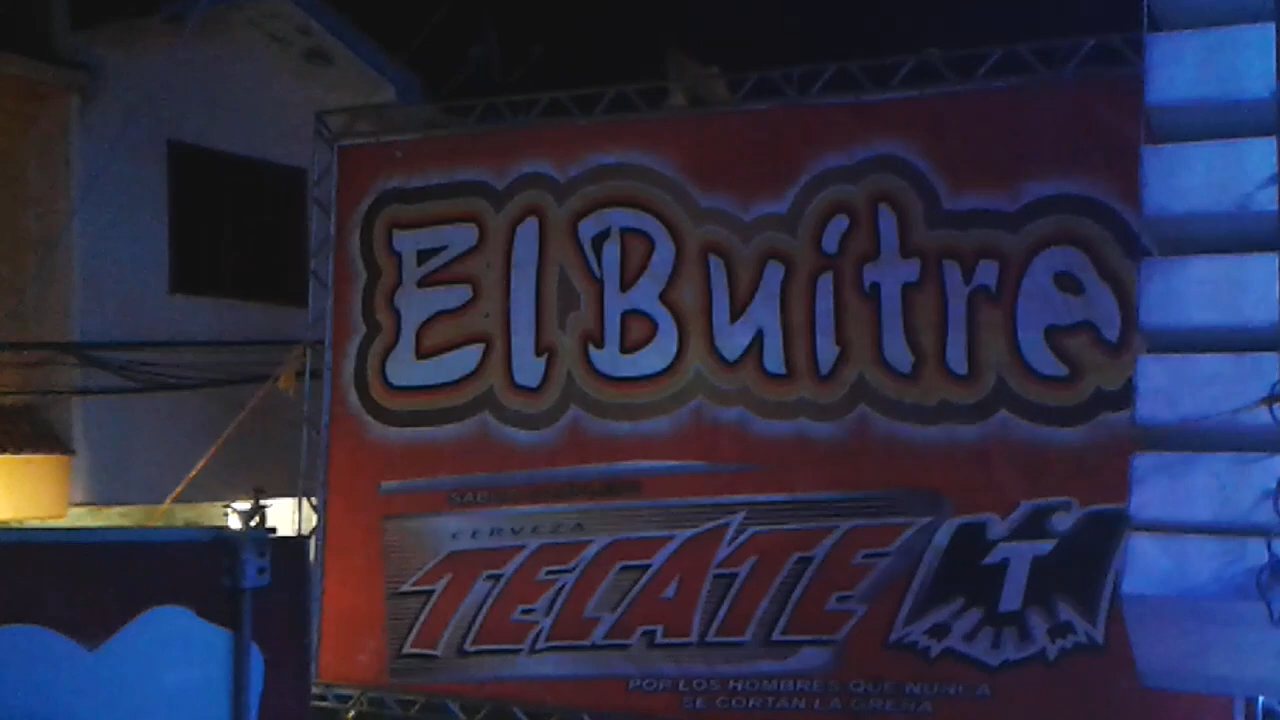 El Buitre
CERVEZA
TECATE
T
POR LOS HOMBRES QUE NUNCA
SE CORTAN LA GREÑA